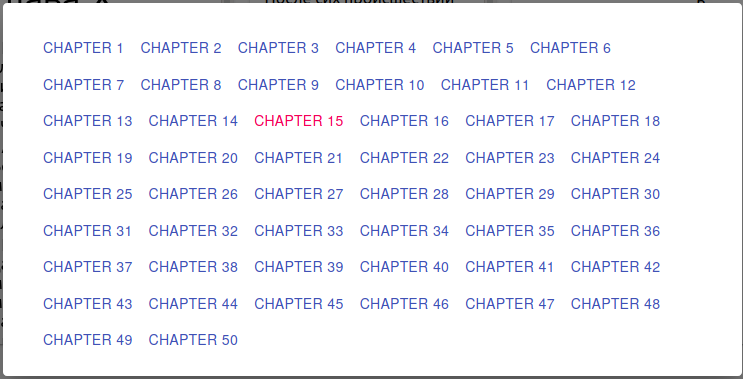 После сих происшествий
CHAPTER 1 CHAPTER 2 CHAPTER 3 CHAPTER 4 CHAPTER 5 CHAPTER 6
CHAPTER 7 CHAPTER 8 CHAPTER 9 CHAPTER 10 CHAPTER 11 CHAPTER 12
CHAPTER 13 CHAPTER 14 CHAPTER 15 CHAPTER 16 CHAPTER 17 CHAPTER 18
CHAPTER 19 CHAPTER 20 CHAPTER 21 CHAPTER 22 CHAPTER 23 CHAPTER 24
CHAPTER 25 CHAPTER 26 CHAPTER 27 CHAPTER 28 CHAPTER 29 CHAPTER 30
CHAPTER 31 CHAPTER 32 CHAPTER 33 CHAPTER 34 CHAPTER 35 CHAPTER 36
CHAPTER 37 CHAPTER 38 CHAPTER 39 CHAPTER 40 CHAPTER 41 CHAPTER 42
CHAPTER 43 CHAPTER 44 CHAPTER 45 CHAPTER 46 CHAPTER 47 CHAPTER 48
CHAPTER 49 CHAPTER 50